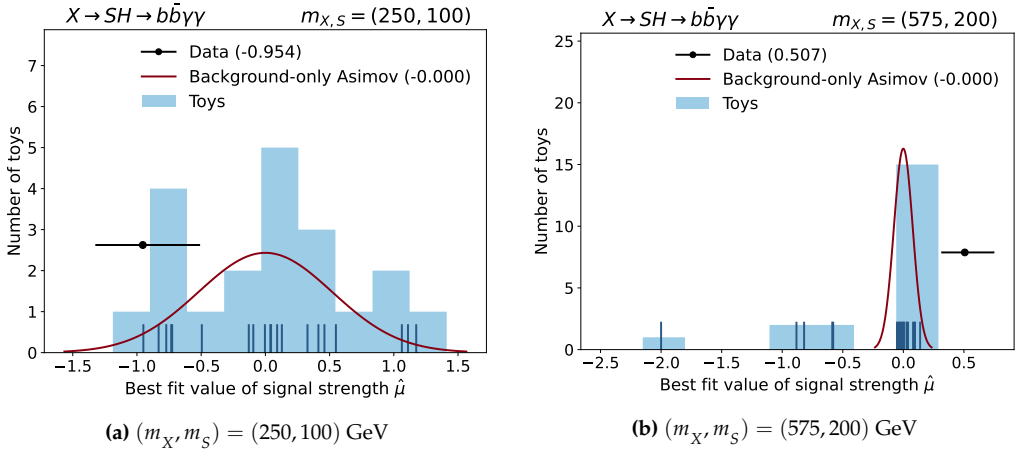 X → SH → bb̄γγ
m_X,S = (250, 100)
Data (-0.954)
Background-only Asimov (-0.000)
Toys
Number of toys
7
6
5
4
3
2
1
0
−1.5 −1.0 −0.5 0.0 0.5 1.0 1.5
Best fit value of signal strength μ̂
(a) (m_X, m_S) = (250, 100) GeV
X → SH → bb̄γγ
m_X,S = (575, 200)
Data (0.507)
Background-only Asimov (-0.000)
Toys
Number of toys
25
20
15
10
5
0
−2.5 −2.0 −1.5 −1.0 −0.5 0.0 0.5
Best fit value of signal strength μ̂
(b) (m_X, m_S) = (575, 200) GeV